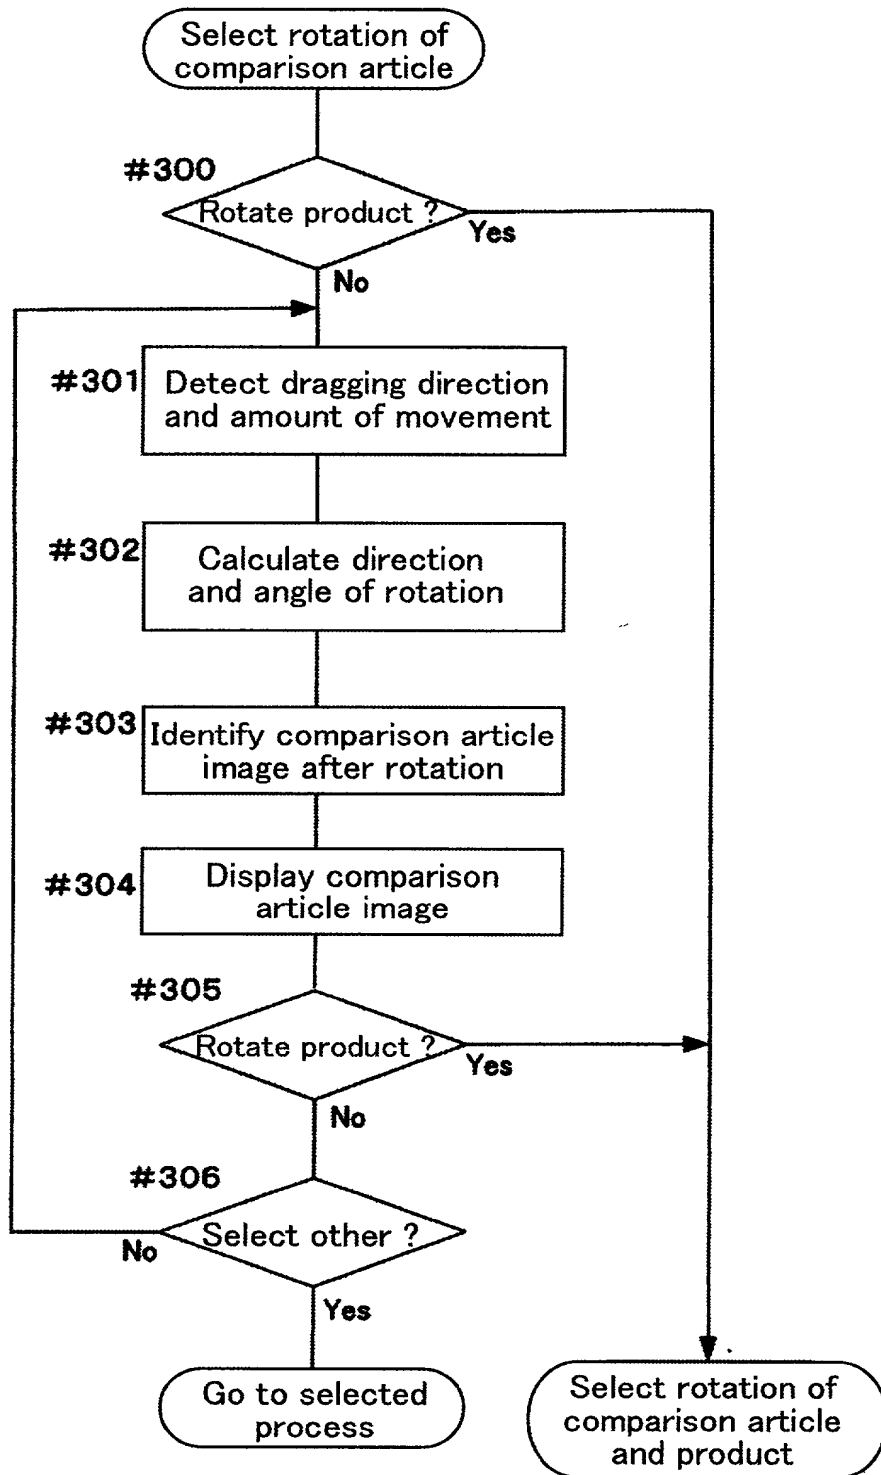 Select rotation of
comparison article
#300
Rotate product ?
Yes
No
#301
Detect dragging direction
and amount of movement
#302
Calculate direction
and angle of rotation
#303
Identify comparison article
image after rotation
#304
Display comparison
article image
#305
Rotate product ?
Yes
No
#306
Select other ?
No
Yes
Go to selected
process
Select rotation of
comparison article
and product